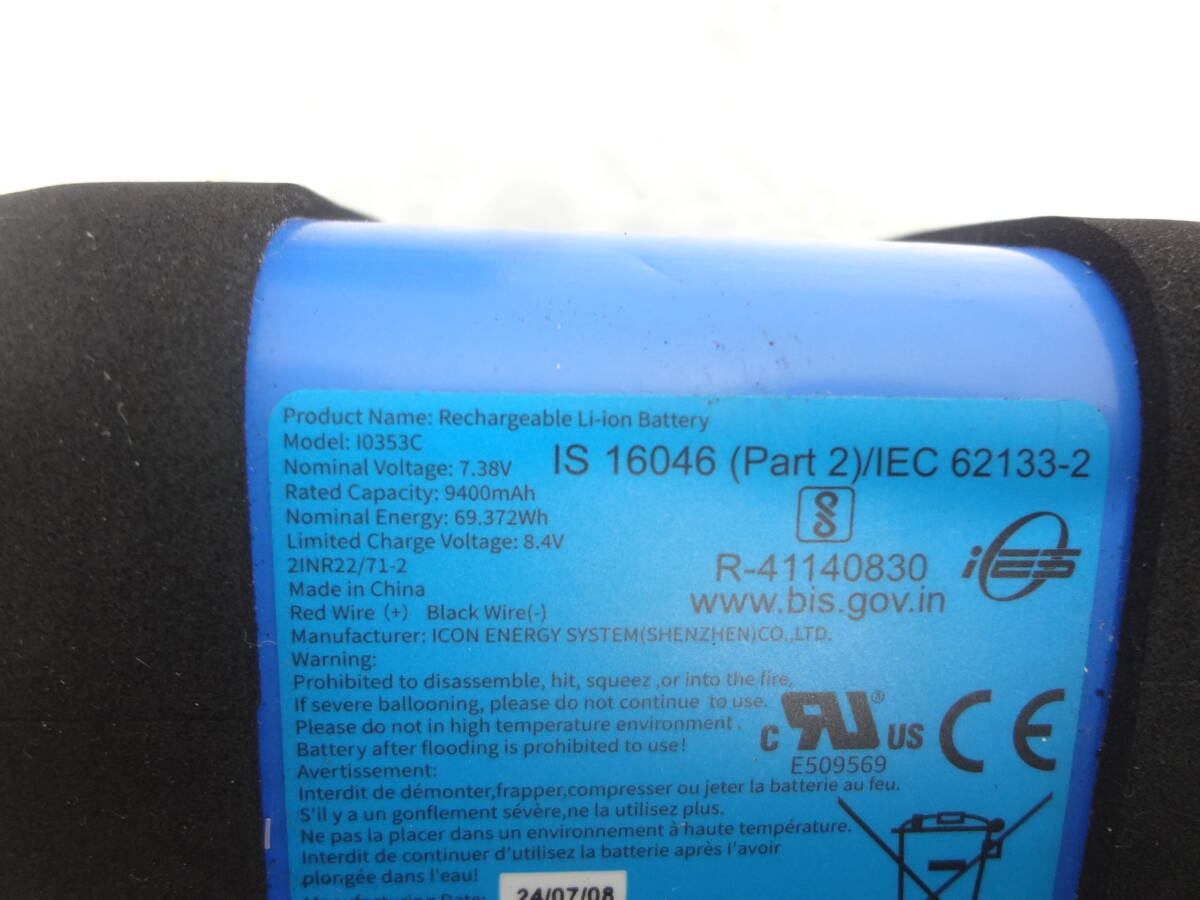 Product Name: Rechargeable Li-ion Battery
Model: I0353C
Nominal Voltage: 7.38V
Rated Capacity: 9400mAh
Nominal Energy: 69.372Wh
Limited Charge Voltage: 8.4V
2INR22/71-2
Made in China
Red Wire (+) Black Wire(-)
Manufacturer: ICON ENERGY SYSTEM(SHENZHEN)CO.,LTD.
IS 16046 (Part 2)/IEC 62133-2
R-41140830
www.bis.gov.in
iCES
Warning:
Prohibited to disassemble, hit, squeez ,or into the fire,
If severe ballooning, please do not continue to use.
Please do not in high temperature environment .
Battery after flooding is prohibited to use!
c RU ® US
E509569
CE
Avertissement:
Interdit de démonter,frapper,compresser ou jeter la batterie au feu.
S'il y a un gonflement sévère,ne la utilisez plus.
Ne pas la placer dans un environnement à haute température.
Interdit de continuer d'utilisez la batterie après l'avoir
plongée dans l'eau!
Manufacturing Date: 24/07/08